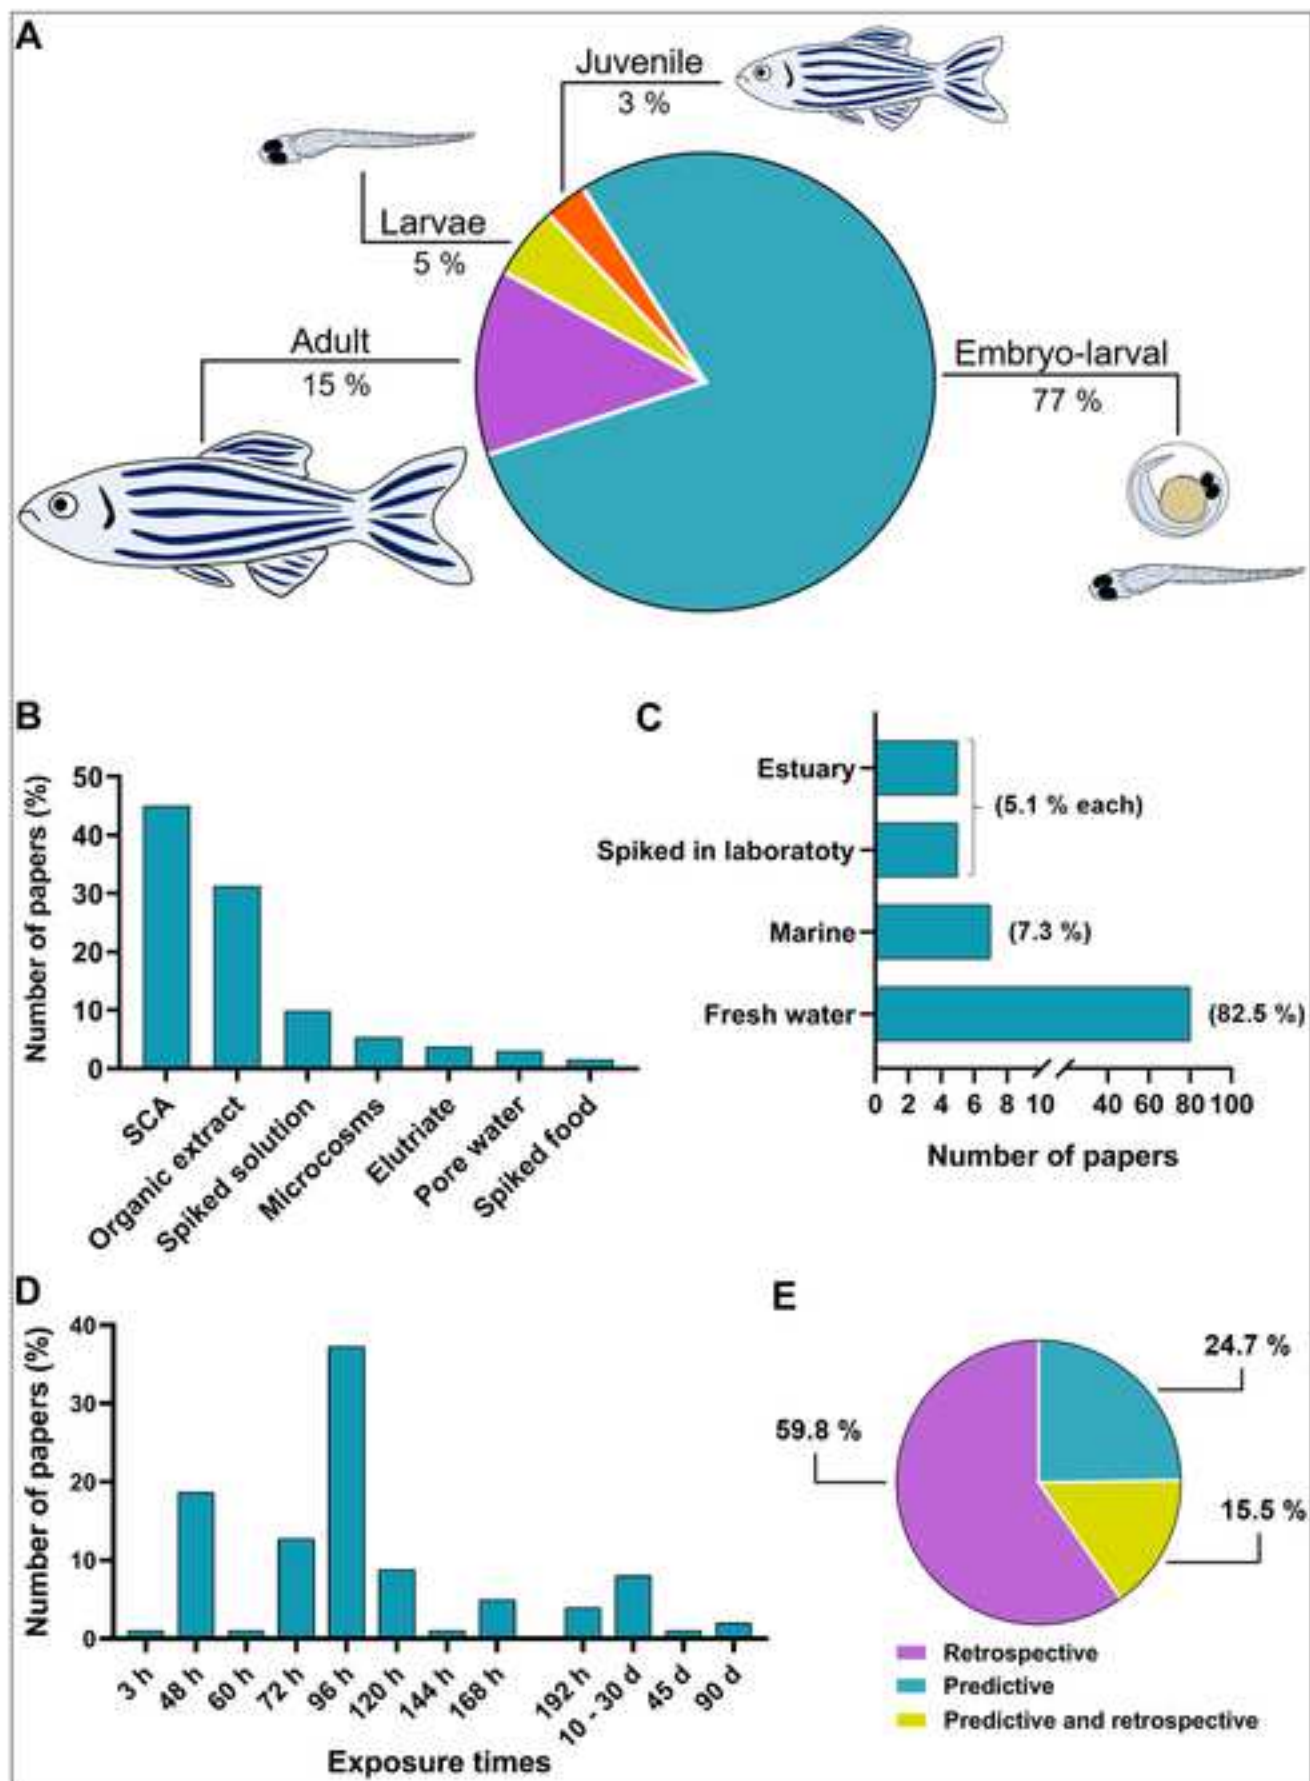 A
Juvenile
3 %
Larvae
5 %
Adult
15 %
Embryo-larval
77 %
B
Number of papers (%)
50
40
30
20
10
0
SCA
Organic extract
Spiked solution
Microcosms
Elutriate
Pore water
Spiked food
C
Estuary
(5.1 % each)
Spiked in laboratoty
Marine
(7.3 %)
Fresh water
(82.5 %)
0 2 4 6 8 10 40 60 80 100
Number of papers
D
Number of papers (%)
40
30
20
10
0
3 h
48 h
60 h
72 h
96 h
120 h
144 h
168 h
192 h
10 - 30 d
45 d
90 d
Exposure times
E
24.7 %
59.8 %
15.5 %
Retrospective
Predictive
Predictive and retrospective